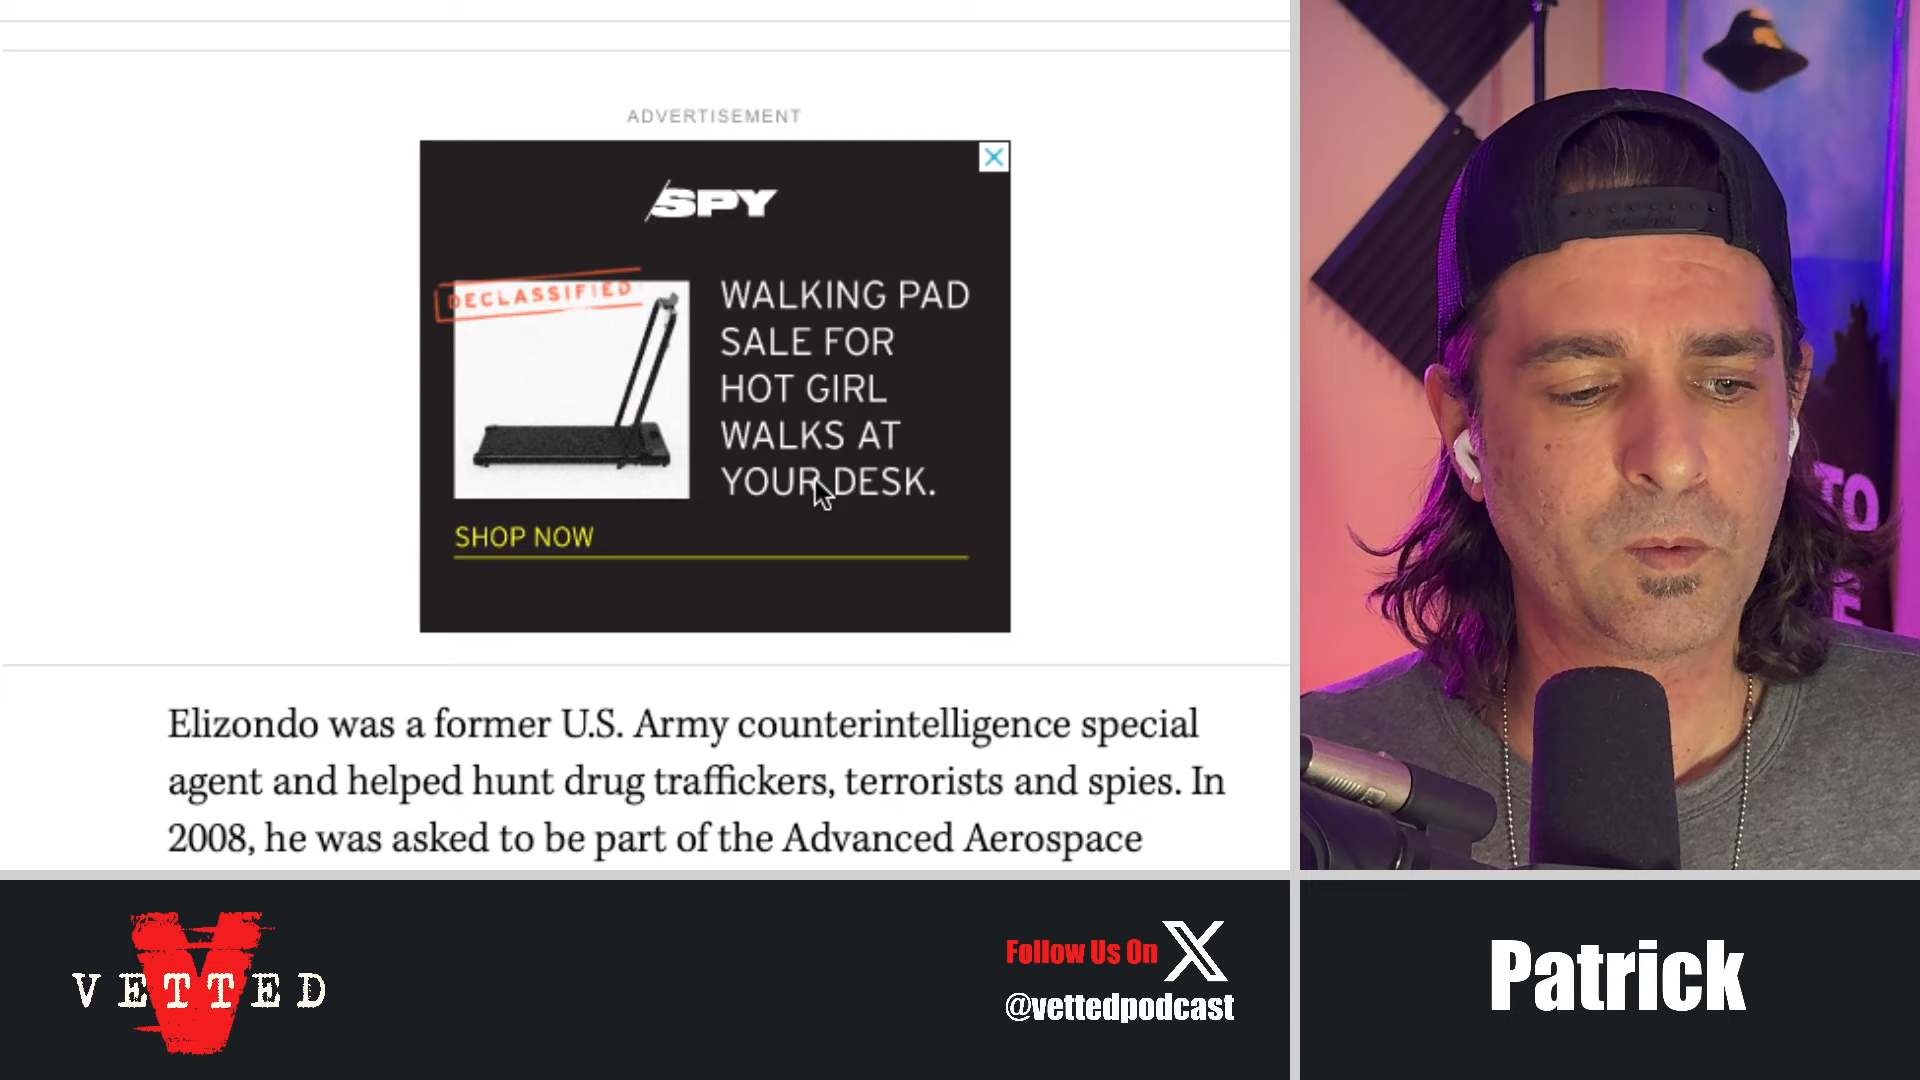 ADVERTISEMENT
SPY
DECLASSIFIED
WALKING PAD
SALE FOR
HOT GIRL
WALKS AT
YOUR DESK.
SHOP NOW
Elizondo was a former U.S. Army counterintelligence special
agent and helped hunt drug traffickers, terrorists and spies. In
2008, he was asked to be part of the Advanced Aerospace
TO
VETTED
Follow Us On X
@vettedpodcast
Patrick